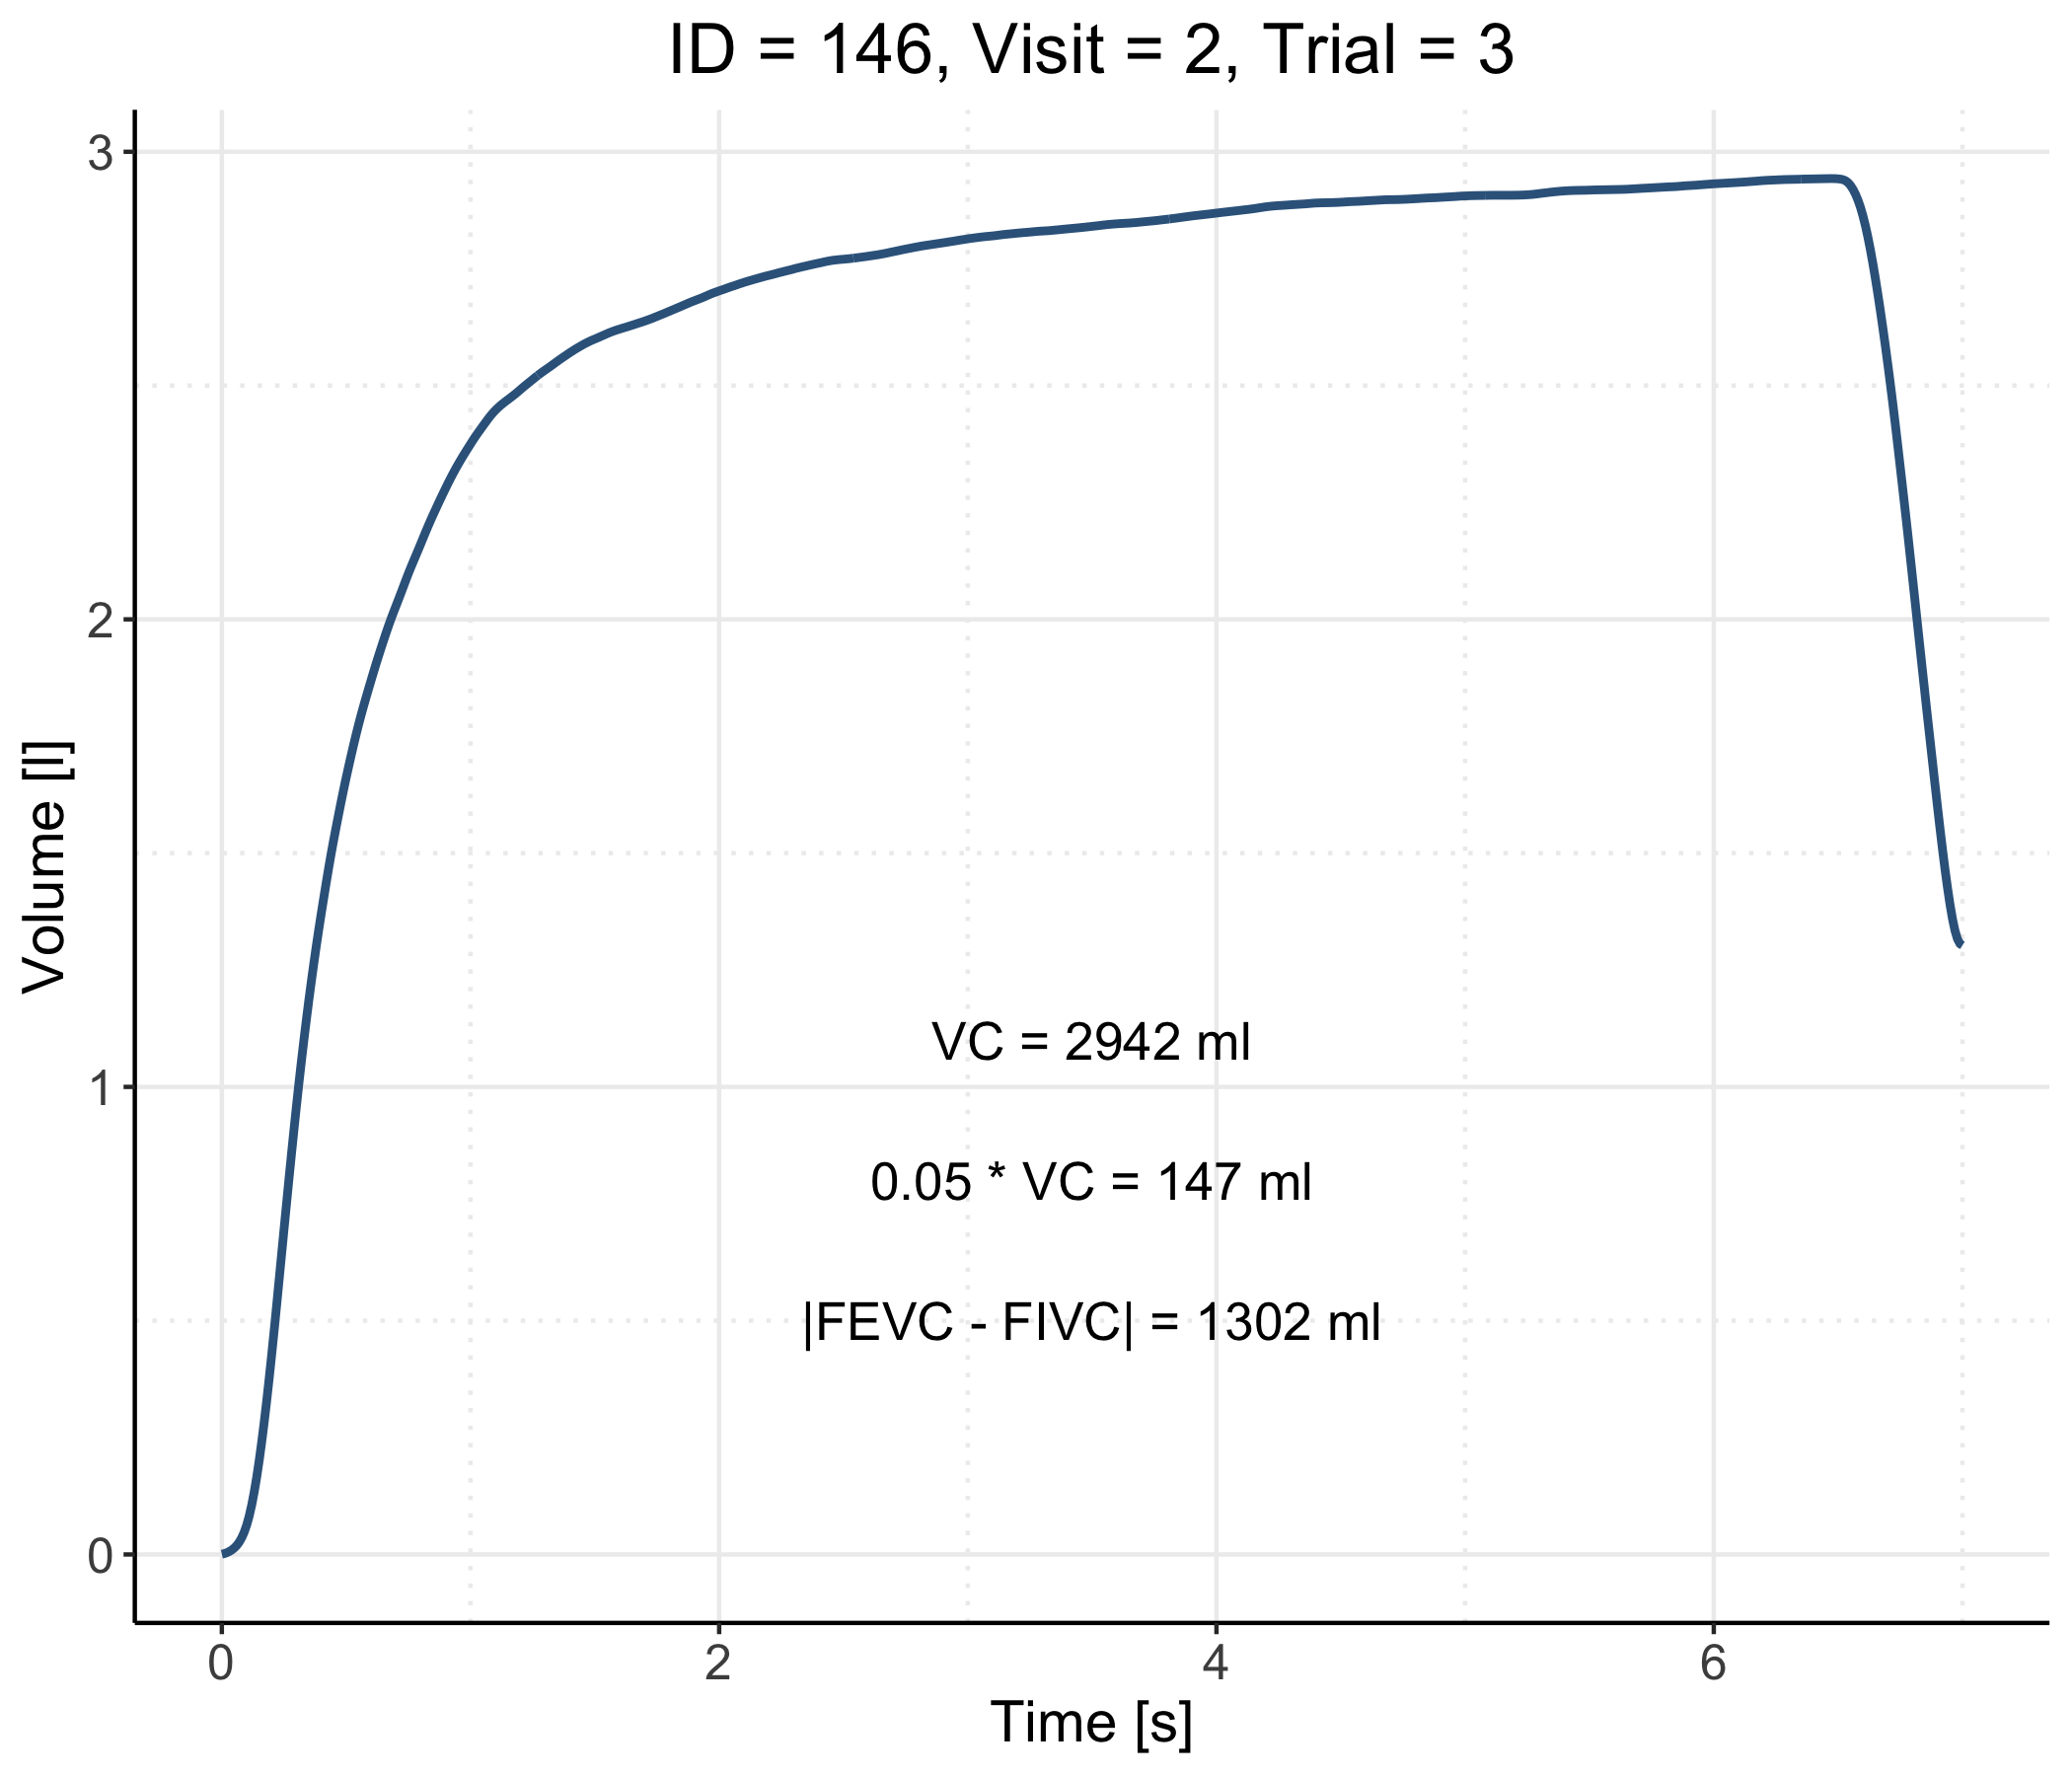 ID = 146, Visit = 2, Trial = 3
3
2
1
0
Volume [l]
VC = 2942 ml
0.05 * VC = 147 ml
|FEVC - FIVC| = 1302 ml
0 2 4 6
Time [s]